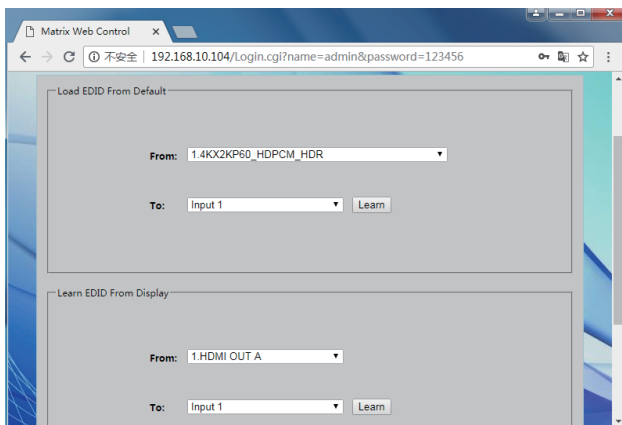 Matrix Web Control
不安全 | 192.168.10.104/Login.cgi?name=admin&password=123456
Load EDID From Default
From: 1.4KX2KP60_HDPCM_HDR
To: Input 1 Learn
Learn EDID From Display
From: 1.HDMI OUT A
To: Input 1 Learn